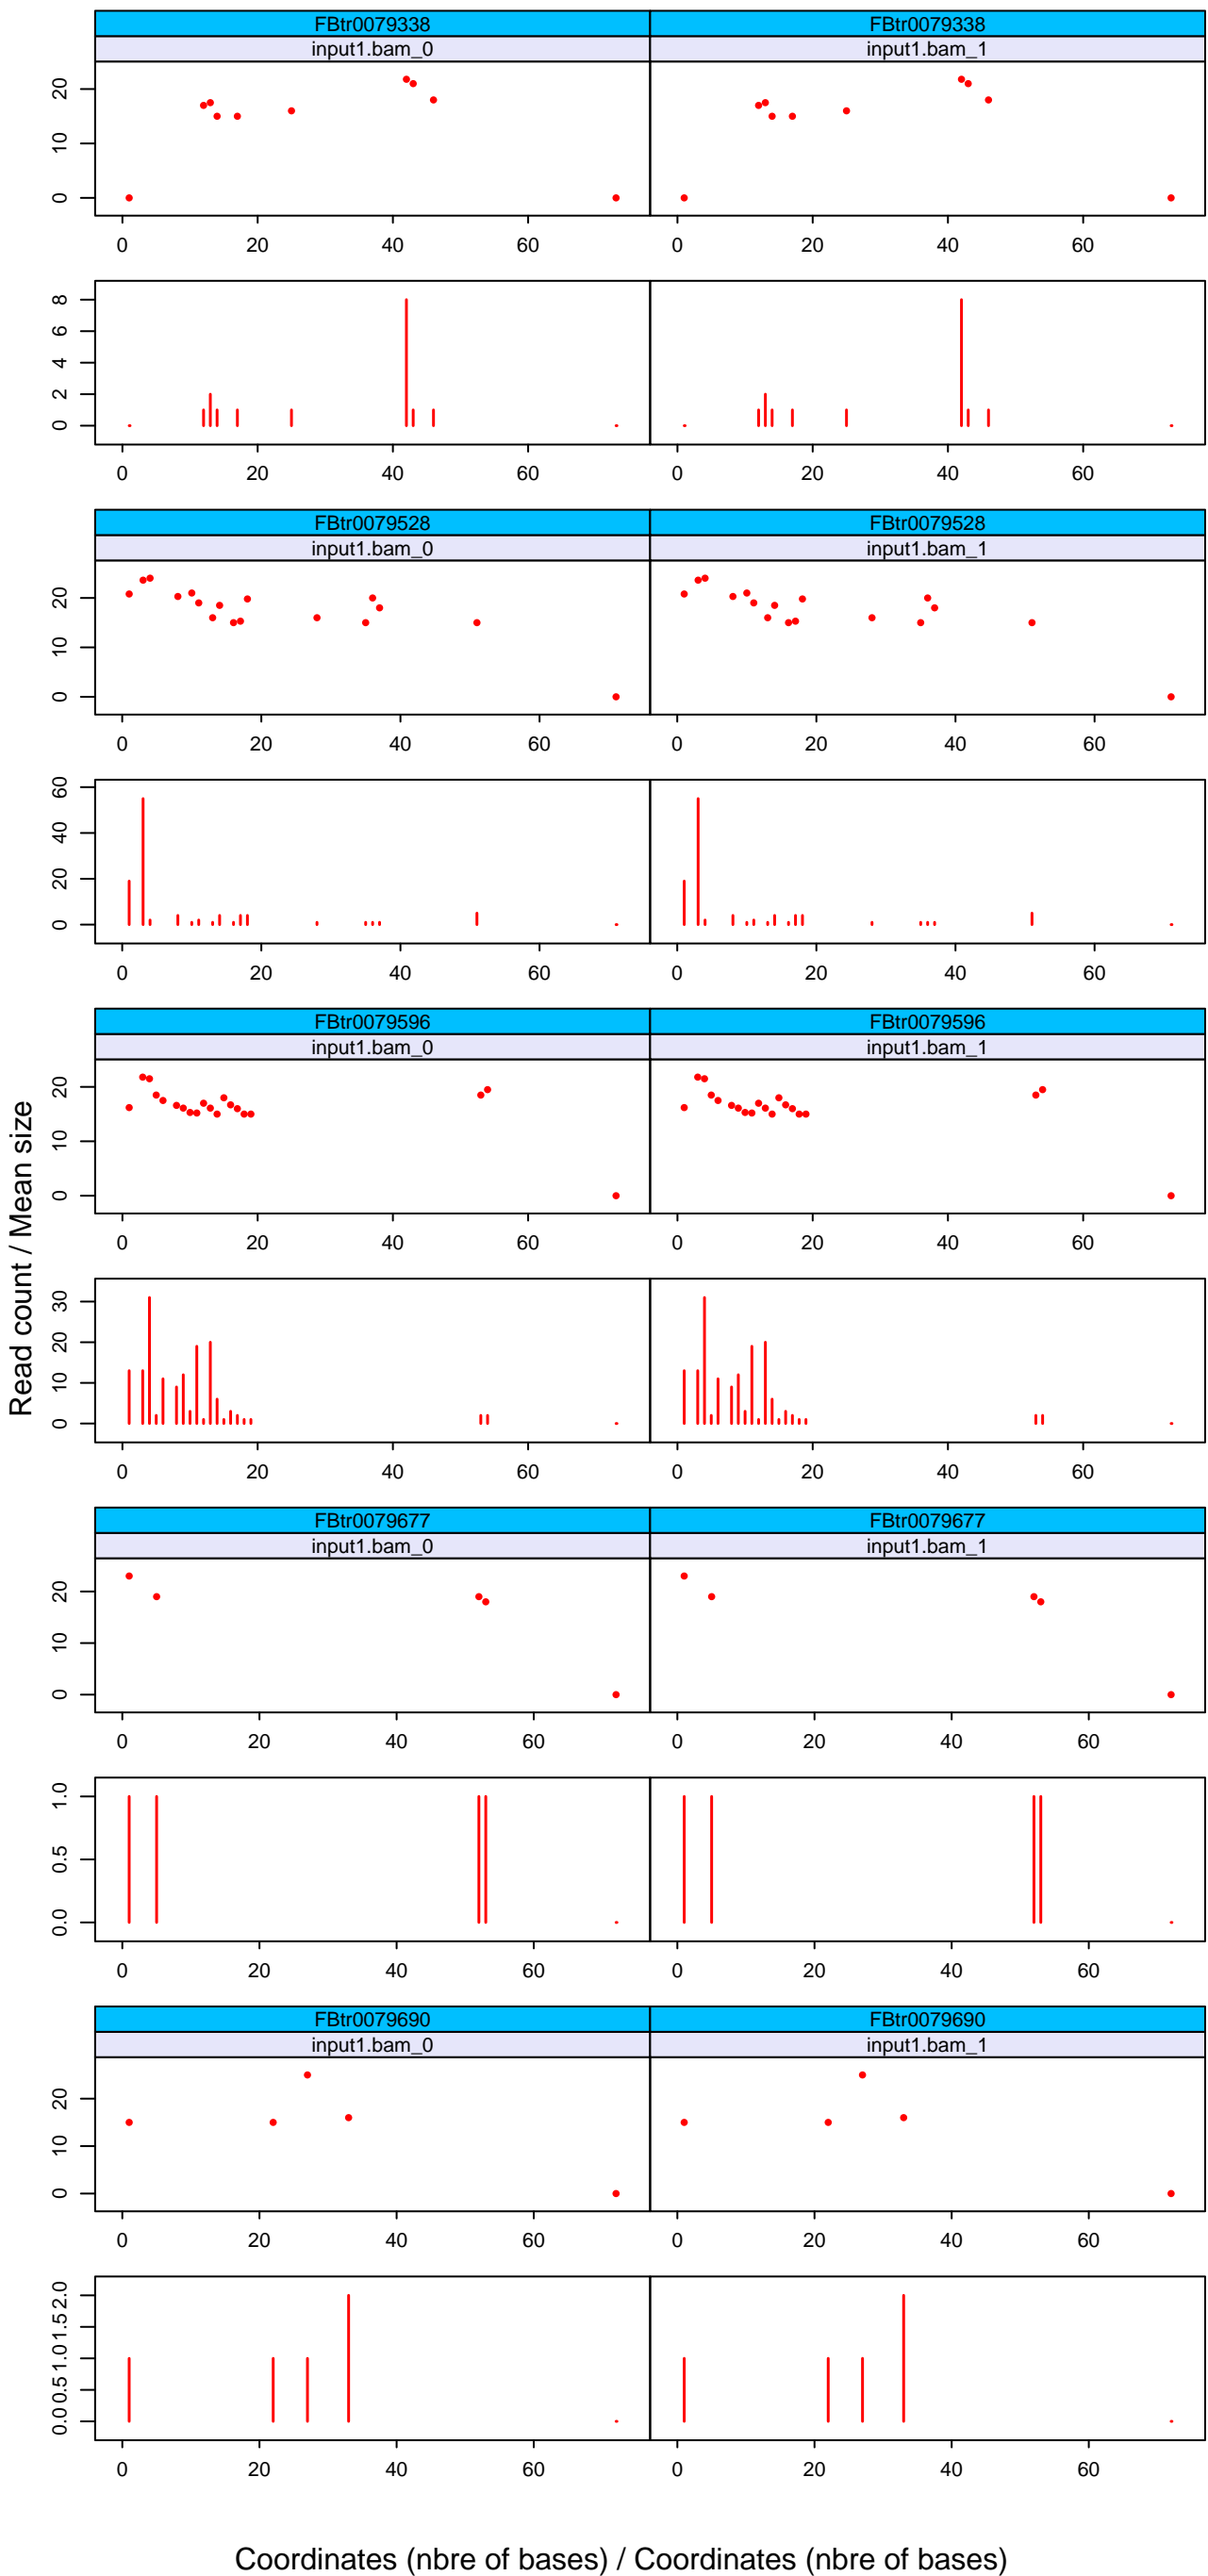 FBtr0079338 FBtr0079338
input1.bam_0 input1.bam_1
20
10
0
0 20 40 60 0 20 40 60
8
6
4
2
0
0 20 40 60 0 20 40 60
FBtr0079528 FBtr0079528
input1.bam_0 input1.bam_1
20
10
0
0 20 40 60 0 20 40 60
60
40
20
0
0 20 40 60 0 20 40 60
FBtr0079596 FBtr0079596
input1.bam_0 input1.bam_1
20
10
0
0 20 40 60 0 20 40 60
Read count / Mean size
30
20
10
0
0 20 40 60 0 20 40 60
FBtr0079677 FBtr0079677
input1.bam_0 input1.bam_1
20
10
0
0 20 40 60 0 20 40 60
1.0
0.5
0.0
0 20 40 60 0 20 40 60
FBtr0079690 FBtr0079690
input1.bam_0 input1.bam_1
20
10
0
0 20 40 60 0 20 40 60
2.0
1.5
1.0
0.5
0.0
0 20 40 60 0 20 40 60
Coordinates (nbre of bases) / Coordinates (nbre of bases)